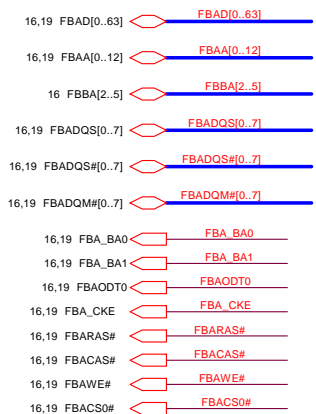 16,19 FBAD[0..63] FBAD[0..63]
16,19 FBAA[0..12] FBAA[0..12]
16 FBBA[2..5] FBBA[2..5]
16,19 FBADQS[0..7] FBADQS[0..7]
16,19 FBADQS#[0..7] FBADQS#[0..7]
16,19 FBADQM#[0..7] FBADQM#[0..7]
16,19 FBA_BA0 FBA_BA0
16,19 FBA_BA1 FBA_BA1
16,19 FBAODT0 FBAODT0
16,19 FBA_CKE FBA_CKE
16,19 FBARAS# FBARAS#
16,19 FBACAS# FBACAS#
16,19 FBAWE# FBAWE#
16,19 FBACS0# FBACS0#